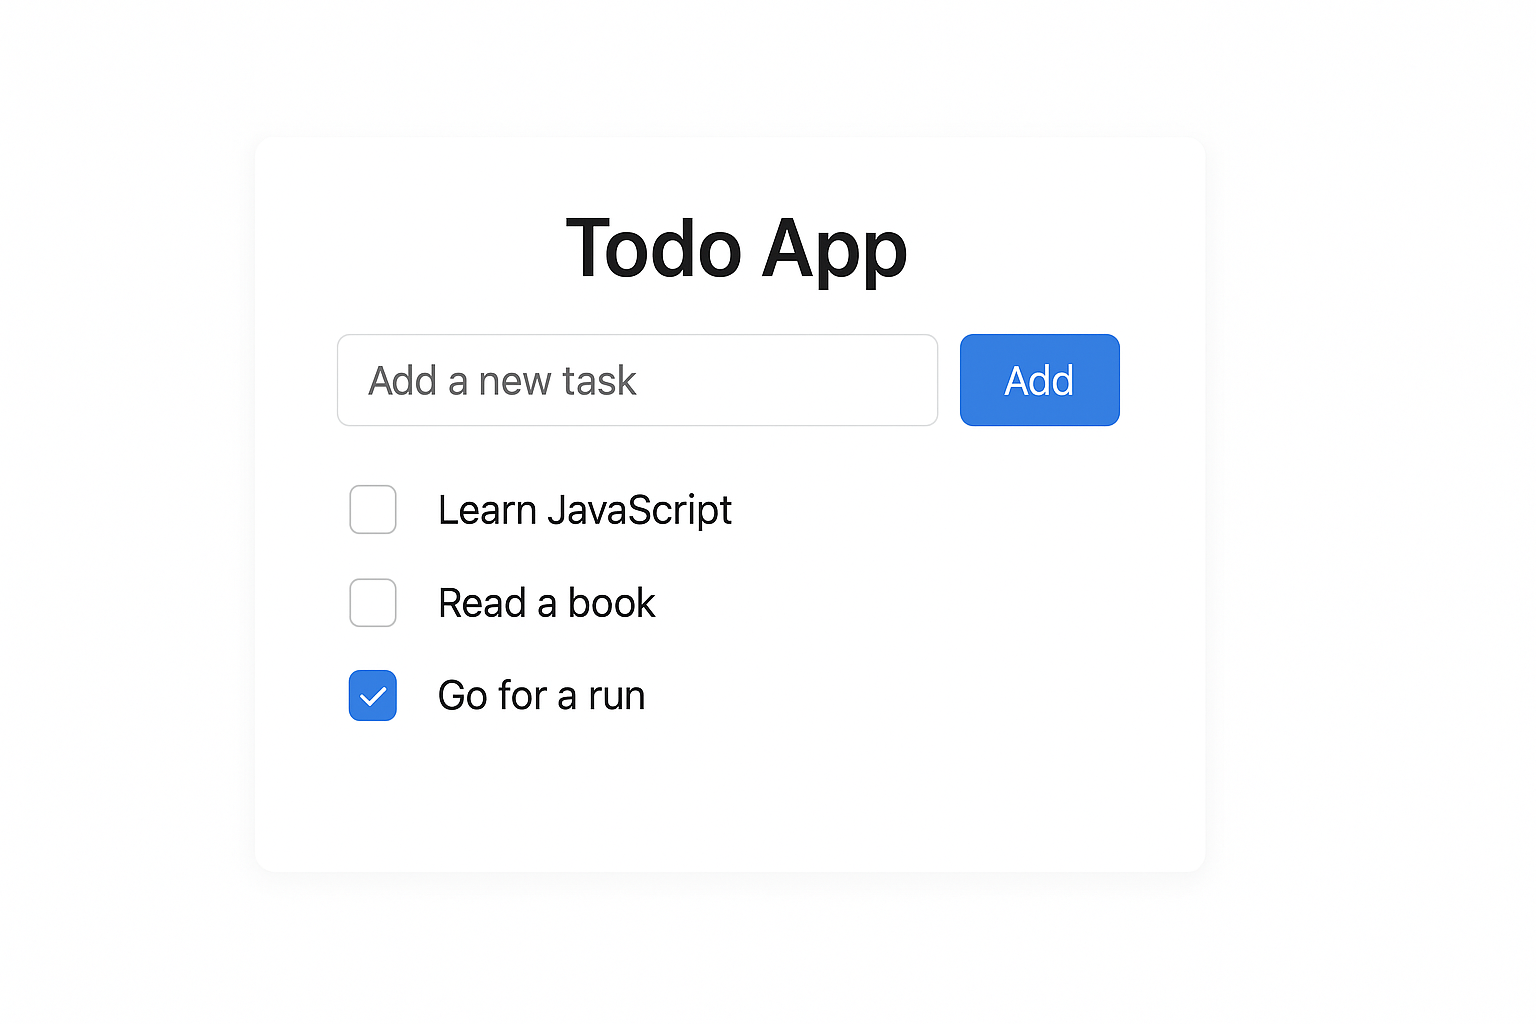 Todo App
Add a new task
Add
Learn JavaScript
Read a book
Go for a run